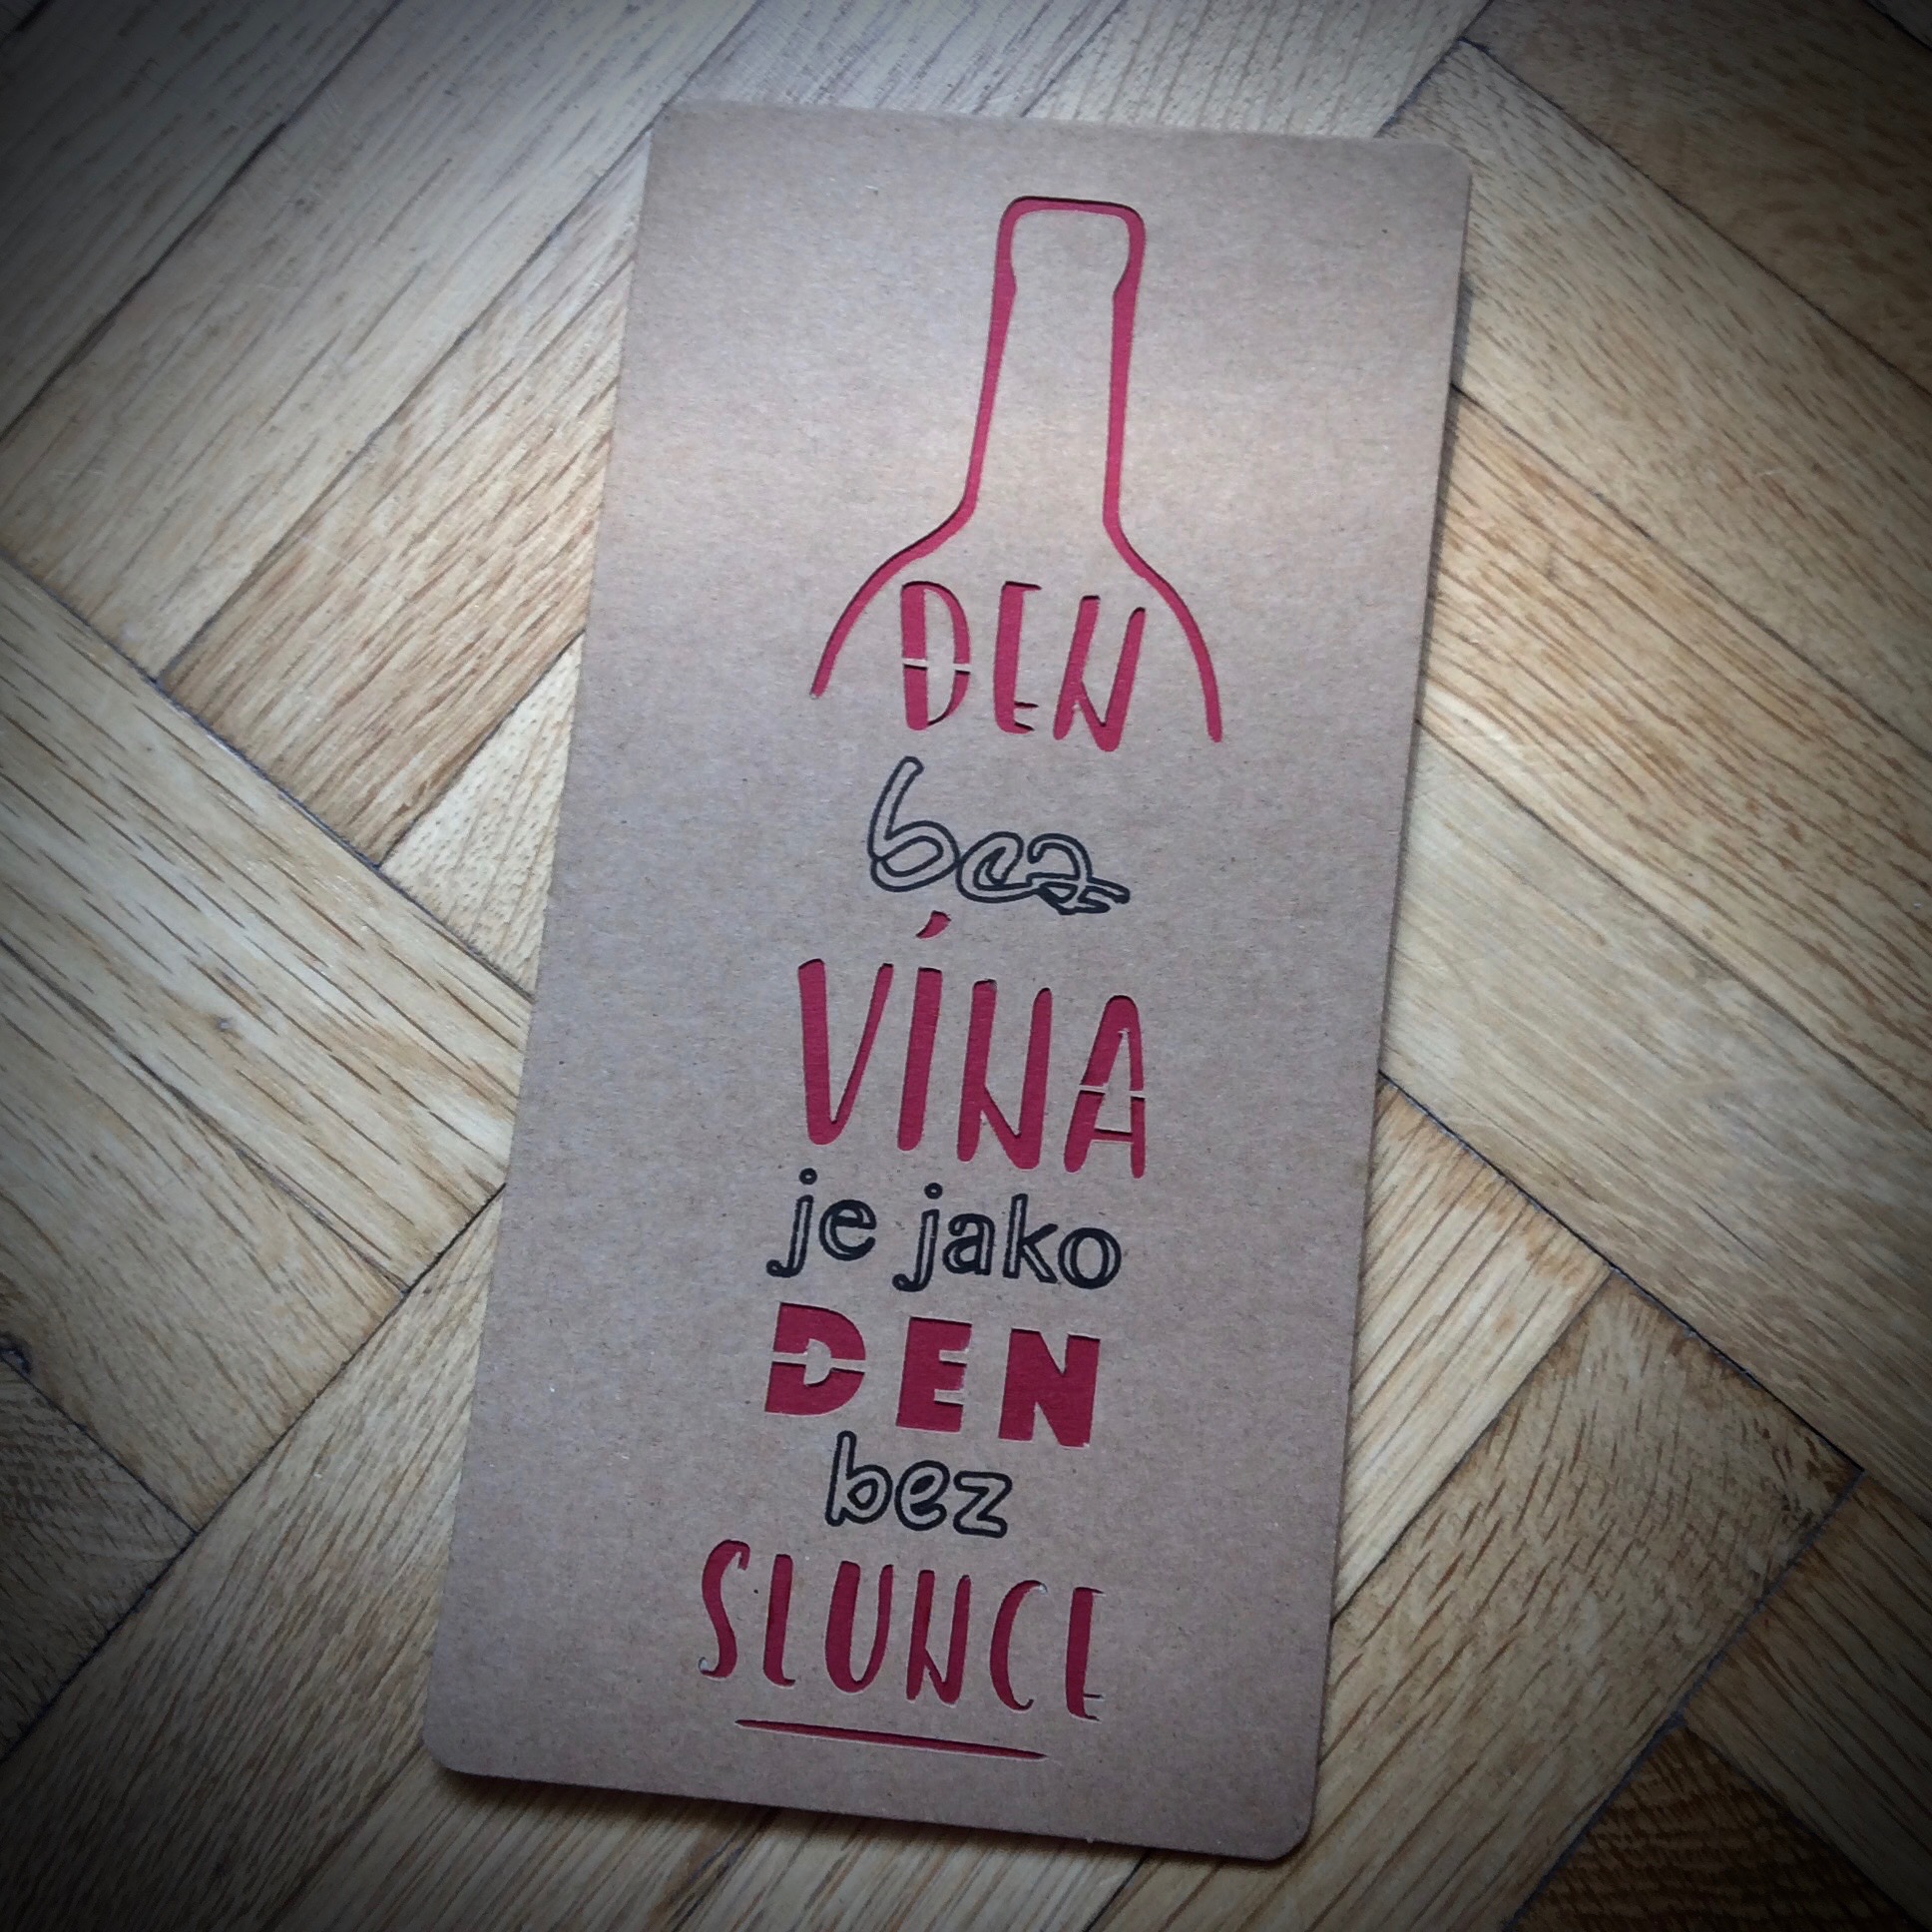 DEN
bez
VÍNA
je jako
DEN
bez
SLUNCE